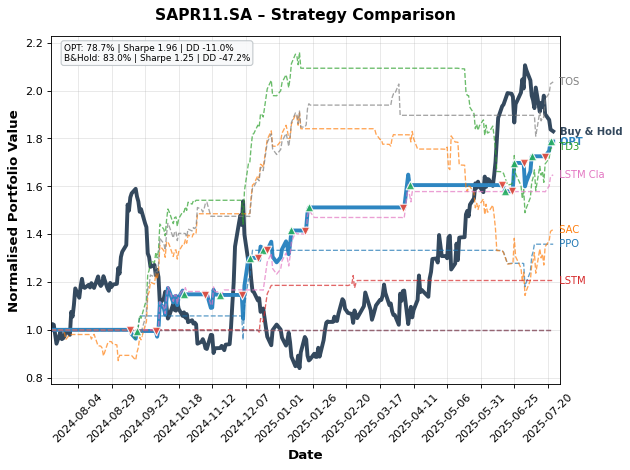 SAPR11.SA – Strategy Comparison
OPT: 78.7% | Sharpe 1.96 | DD -11.0%
B&Hold: 83.0% | Sharpe 1.25 | DD -47.2%
Normalised Portfolio Value
2.2
2.0
1.8
1.6
1.4
1.2
1.0
0.8
TOS
Buy & Hold
OPT
TD3
LSTM Cla
SAC
PPO
LSTM
2024-08-04
2024-08-29
2024-09-23
2024-10-18
2024-11-12
2024-12-07
2025-01-01
2025-01-26
2025-02-20
2025-03-17
2025-04-11
2025-05-06
2025-05-31
2025-06-25
2025-07-20
Date